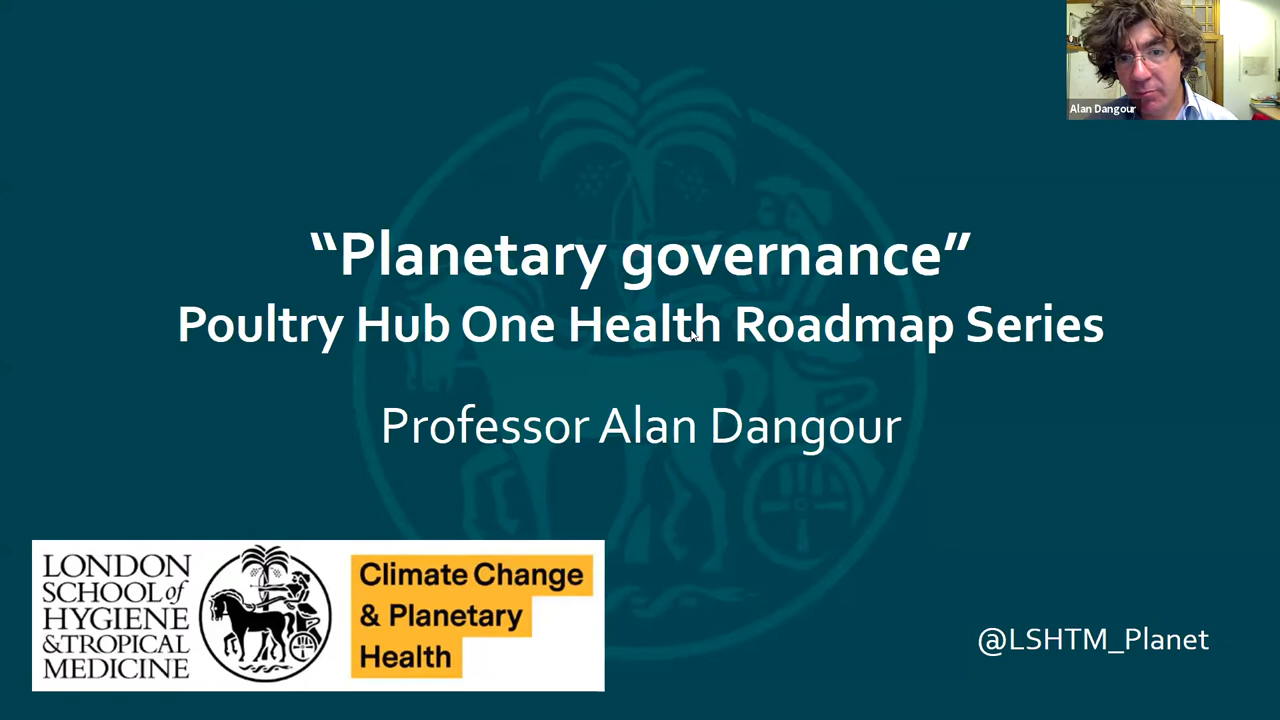 Alan Dangour
“Planetary governance”
Poultry Hub One Health Roadmap Series
Professor Alan Dangour
LONDON
SCHOOL of
HYGIENE
& TROPICAL
MEDICINE
Climate Change
& Planetary
Health
@LSHTM_Planet